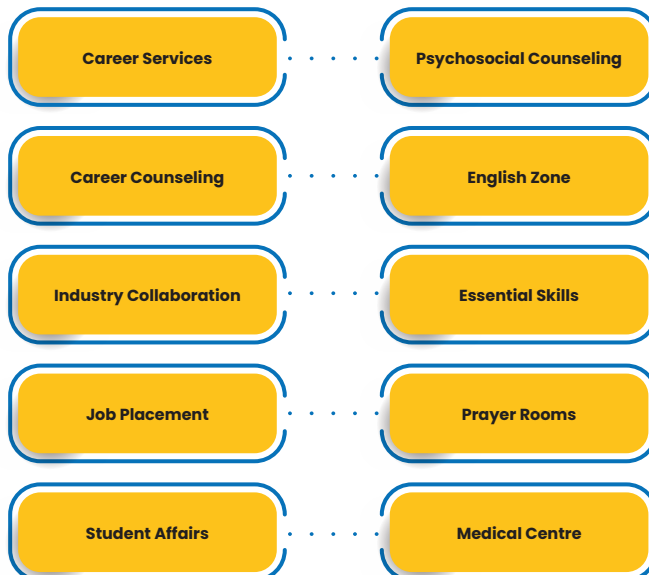 Career Services
Psychosocial Counseling
Career Counseling
English Zone
Industry Collaboration
Essential Skills
Job Placement
Prayer Rooms
Student Affairs
Medical Centre